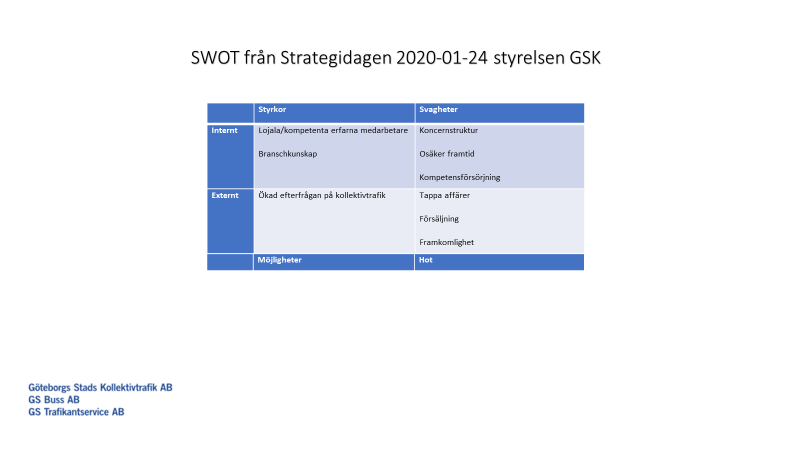 SWOT från Strategidagen 2020-01-24 styrelsen GSK
Styrkor
Svagheter
Internt
Lojala/kompetenta erfarna medarbetare
Branschkunskap
Koncernstruktur
Osäker framtid
Kompetensförsörjning
Externt
Ökad efterfrågan på kollektivtrafik
Tappa affärer
Försäljning
Framkomlighet
Möjligheter
Hot
Göteborgs Stads Kollektivtrafik AB
GS Buss AB
GS Trafikantservice AB